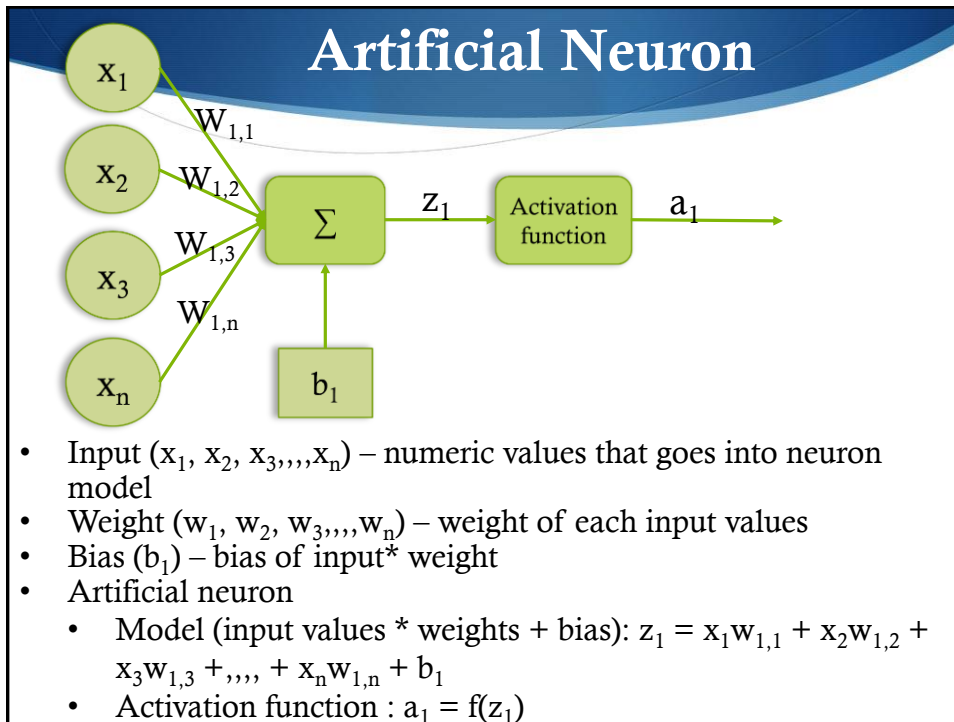 Artificial Neuron
x₁
W₁,₁
x₂
W₁,₂
∑
z₁
Activation
function
a₁
W₁,₃
x₃
W₁,ₙ
xₙ
b₁
• Input (x₁, x₂, x₃,,,,xₙ) – numeric values that goes into neuron
model
• Weight (w₁, w₂, w₃,,,,wₙ) – weight of each input values
• Bias (b₁) – bias of input* weight
• Artificial neuron
• Model (input values * weights + bias): z₁ = x₁w₁,₁ + x₂w₁,₂ +
x₃w₁,₃ +,,,, + xₙw₁,ₙ + b₁
• Activation function : a₁ = f(z₁)